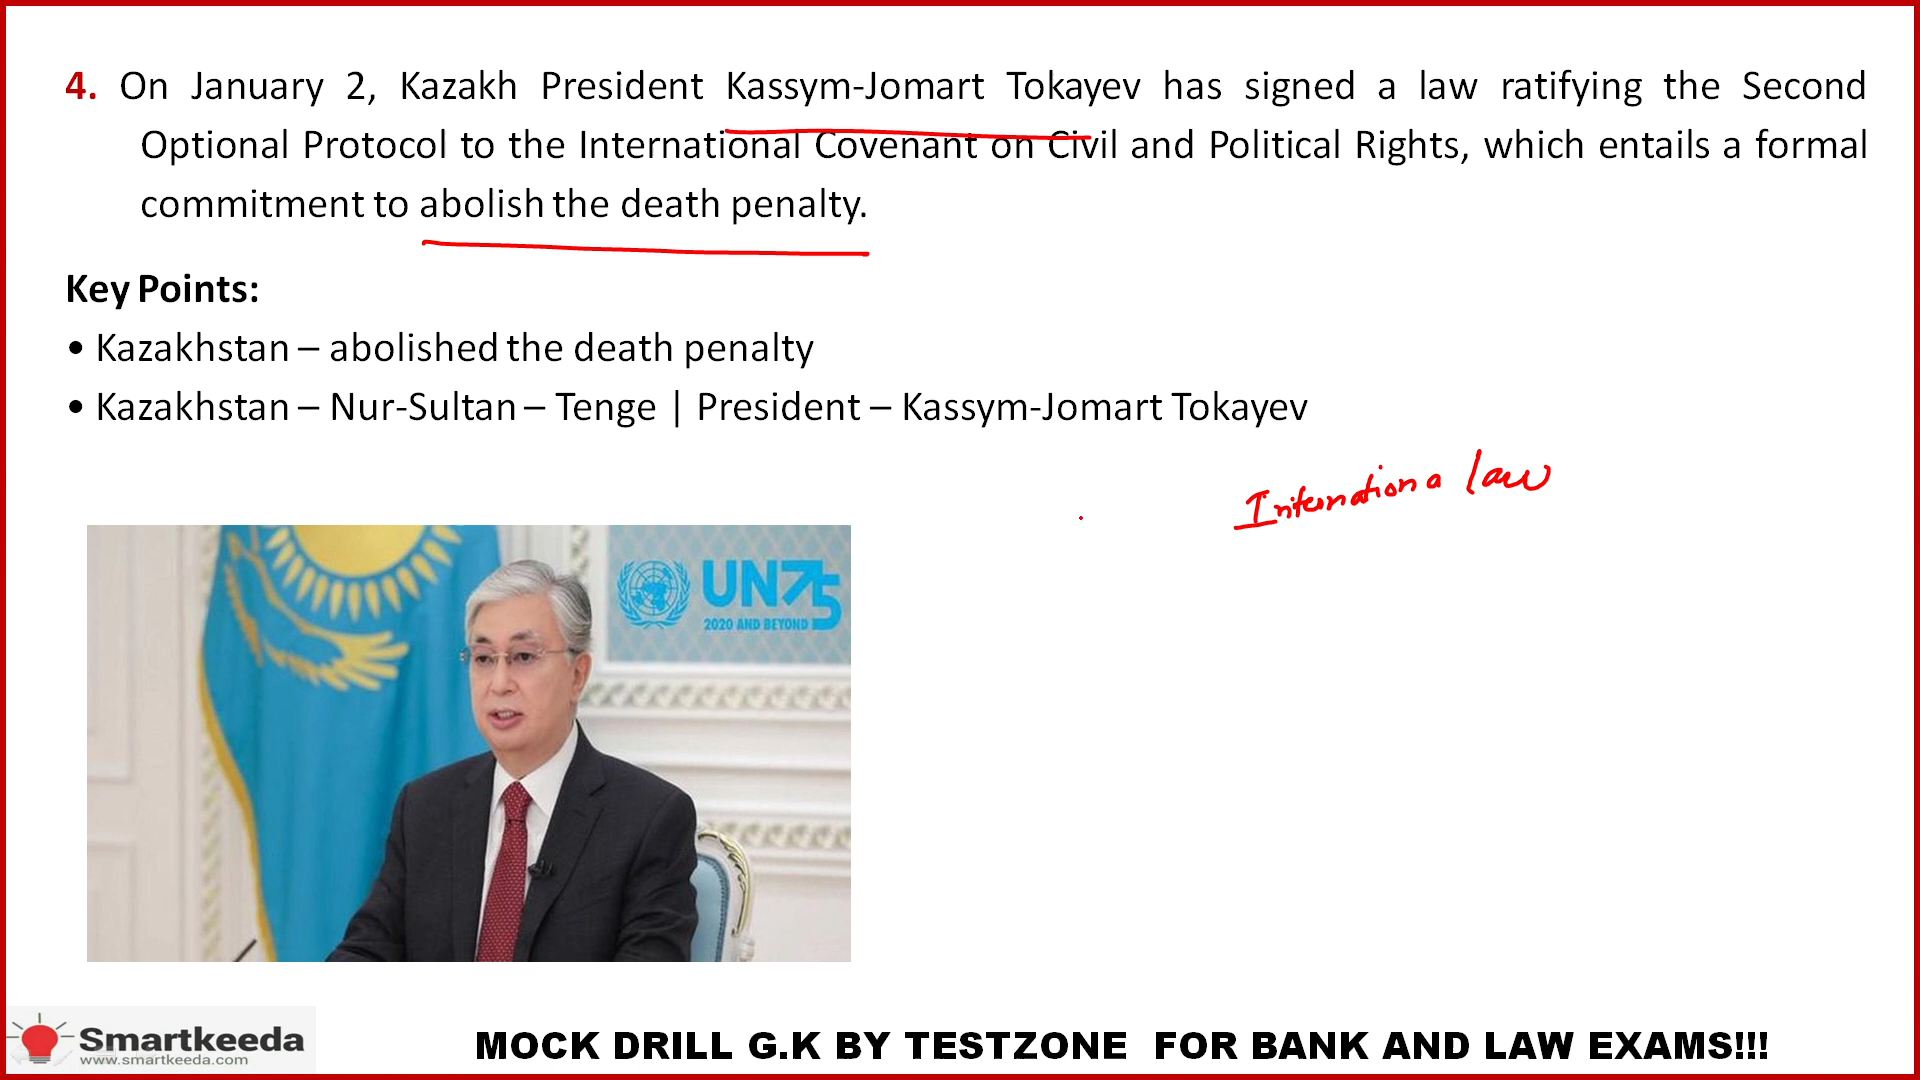 4. On January 2, Kazakh President Kassym-Jomart Tokayev has signed a law ratifying the Second
Optional Protocol to the International Covenant on Civil and Political Rights, which entails a formal
commitment to abolish the death penalty.
Key Points:
• Kazakhstan – abolished the death penalty
• Kazakhstan – Nur-Sultan – Tenge | President – Kassym-Jomart Tokayev
Internationa law
UN75
2020 AND BEYOND
Smartkeeda
www.smartkeeda.com
MOCK DRILL G.K BY TESTZONE FOR BANK AND LAW EXAMS!!!